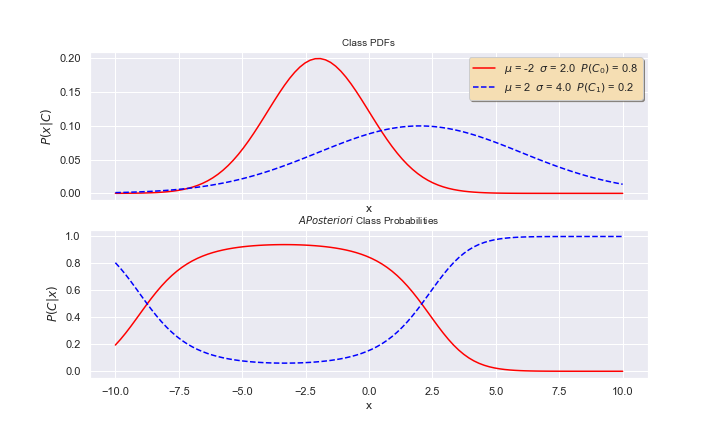 Class PDFs
P(x|C)
0.20
0.15
0.10
0.05
0.00
μ = -2 σ = 2.0 P(C₀) = 0.8
μ = 2 σ = 4.0 P(C₁) = 0.2
x
APosteriori Class Probabilities
P(C|x)
1.0
0.8
0.6
0.4
0.2
0.0
−10.0 −7.5 −5.0 −2.5 0.0 2.5 5.0 7.5 10.0
x